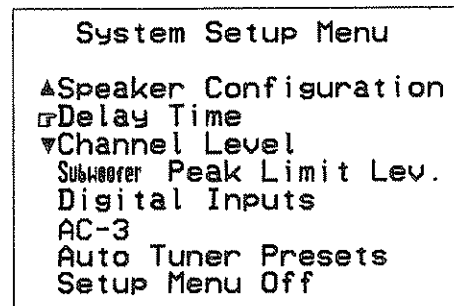 System Setup Menu
▲Speaker Configuration
☞Delay Time
▼Channel Level
Subwoofer Peak Limit Lev.
Digital Inputs
AC-3
Auto Tuner Presets
Setup Menu Off